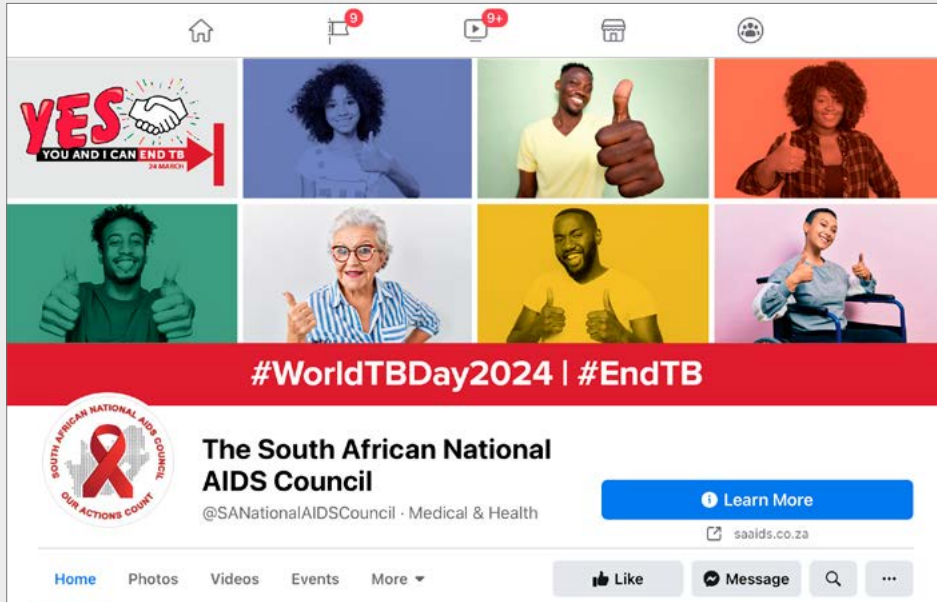 9
9+
YES
YOU AND I CAN END TB
24 MARCH
#WorldTBDay2024 | #EndTB
SOUTH AFRICAN NATIONAL AIDS COUNCIL
OUR ACTIONS COUNT
The South African National
AIDS Council
@SANationalAIDSCouncil · Medical & Health
Learn More
saaids.co.za
Home Photos Videos Events More
Like Message